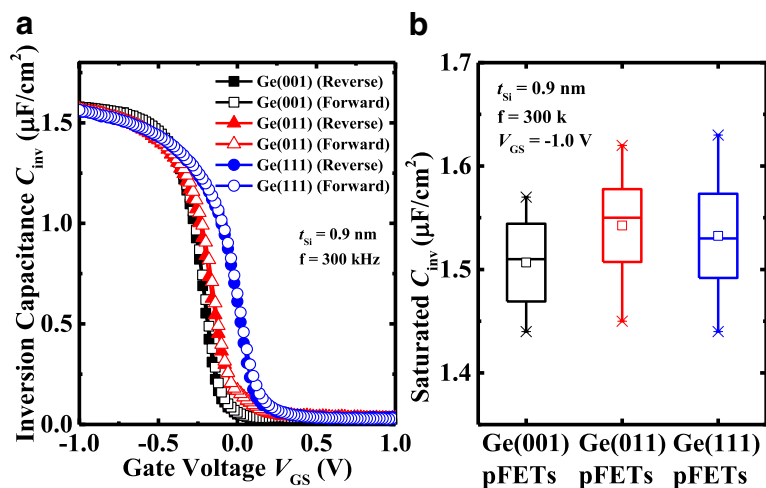 a
Inversion Capacitance C_inv (μF/cm²)
1.5
1.0
0.5
0.0
Ge(001) (Reverse)
Ge(001) (Forward)
Ge(011) (Reverse)
Ge(011) (Forward)
Ge(111) (Reverse)
Ge(111) (Forward)
t_Si = 0.9 nm
f = 300 kHz
-1.0 -0.5 0.0 0.5 1.0
Gate Voltage V_GS (V)
b
Saturated C_inv (μF/cm²)
1.7
1.6
1.5
1.4
t_Si = 0.9 nm
f = 300 k
V_GS = -1.0 V
Ge(001) Ge(011) Ge(111)
pFETs pFETs pFETs